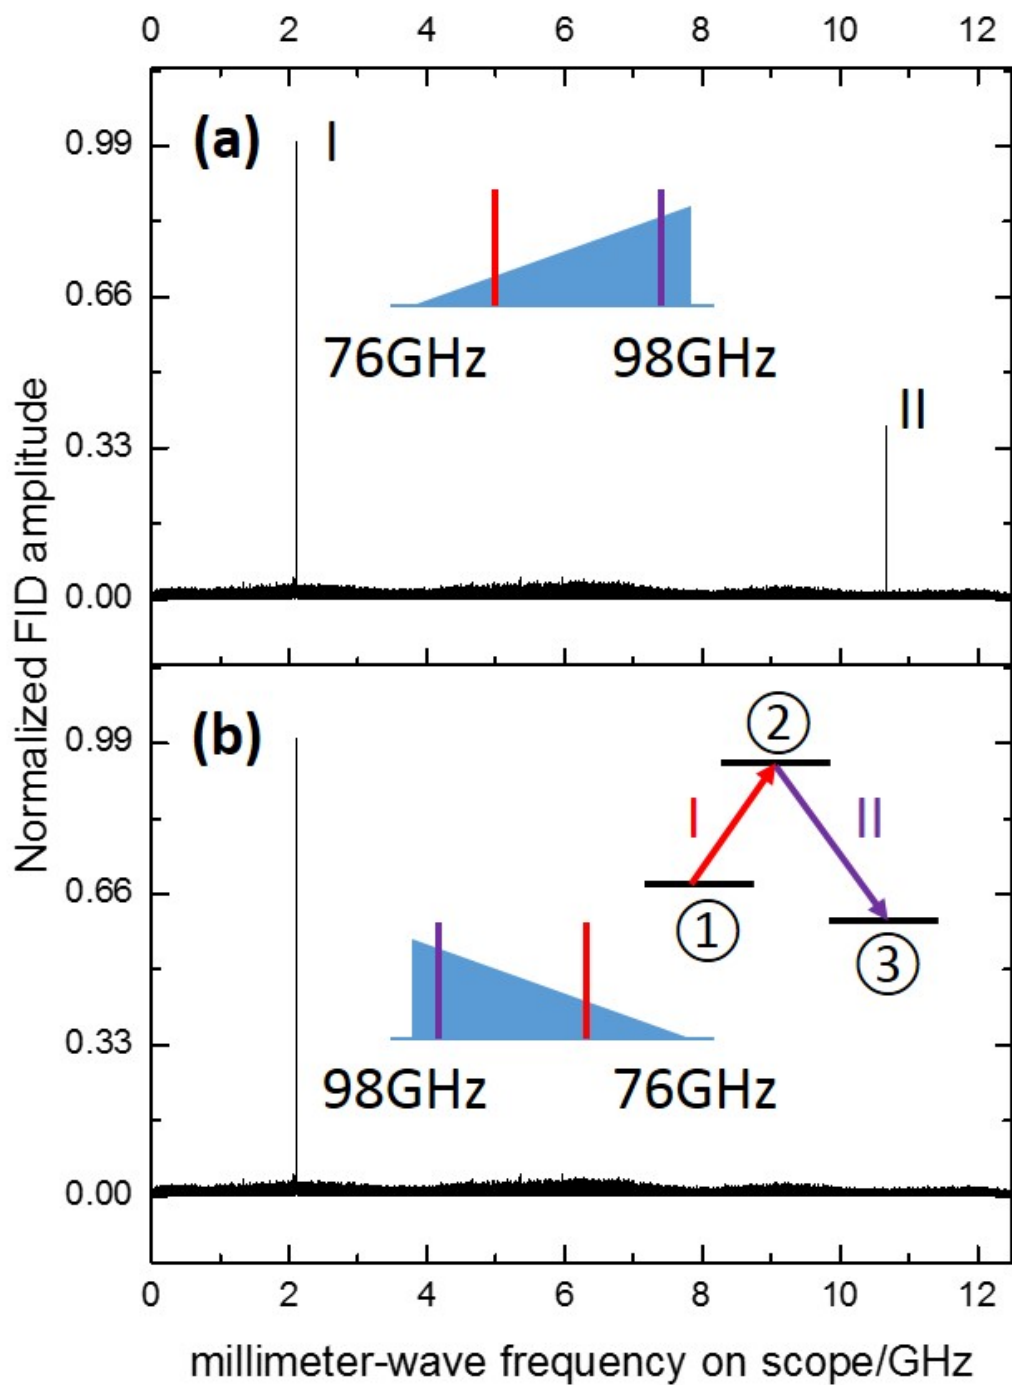 0 2 4 6 8 10 12
(a)
I
0.99
0.66
76GHz 98GHz
II
0.33
0.00
Normalized FID amplitude
(b)
②
0.99
I
II
0.66
①
③
0.33
98GHz 76GHz
0.00
0 2 4 6 8 10 12
millimeter-wave frequency on scope/GHz